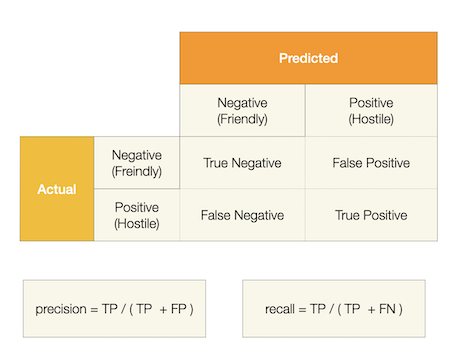 Predicted
Negative
(Friendly)
Positive
(Hostile)
Actual
Negative
(Freindly)
True Negative
False Positive
Positive
(Hostile)
False Negative
True Positive
precision = TP / ( TP + FP )
recall = TP / ( TP + FN )